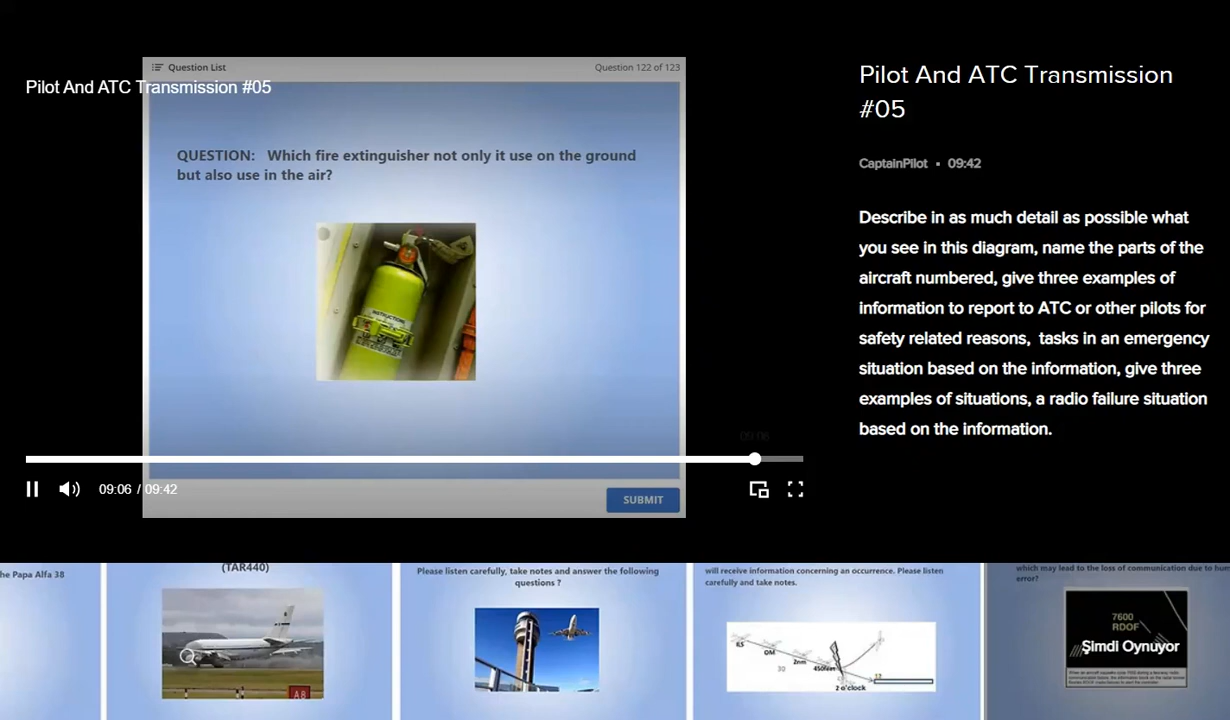 Question List
Question 122 of 123
Pilot And ATC Transmission #05
QUESTION: Which fire extinguisher not only it use on the ground
but also use in the air?
INSTRUCTIONS
09:06
09:06 / 09:42
SUBMIT
Pilot And ATC Transmission
#05
CaptainPilot • 09:42
Describe in as much detail as possible what
you see in this diagram, name the parts of the
aircraft numbered, give three examples of
information to report to ATC or other pilots for
safety related reasons,  tasks in an emergency
situation based on the information, give three
examples of situations, a radio failure situation
based on the information.
he Papa Alfa 38
(TAR440)
A8
Please listen carefully, take notes and answer the following
questions ?
will receive information concerning an occurrence. Please listen
carefully and take notes.
OM
2nm
450feet
30
12
2 o'clock
which may lead to the loss of communication due to hum
error?
7600
RDOF
Şimdi Oynuyor